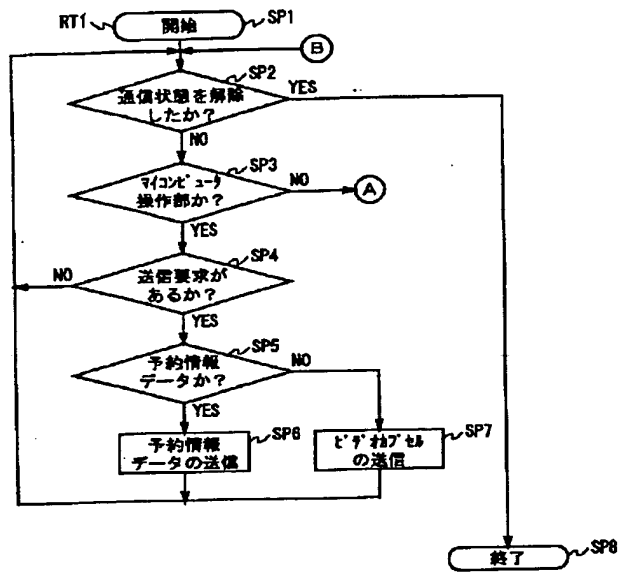 RT1
開始
SP1
B
SP2
通信状態を解除
したか?
YES
NO
SP3
マイコンピュータ
操作部か?
NO
A
YES
SP4
送信要求が
あるか?
NO
YES
SP5
予約情報
データか?
NO
YES
予約情報
データの送信
SP6
ビデオカプセル
の送信
SP7
終了
SP8